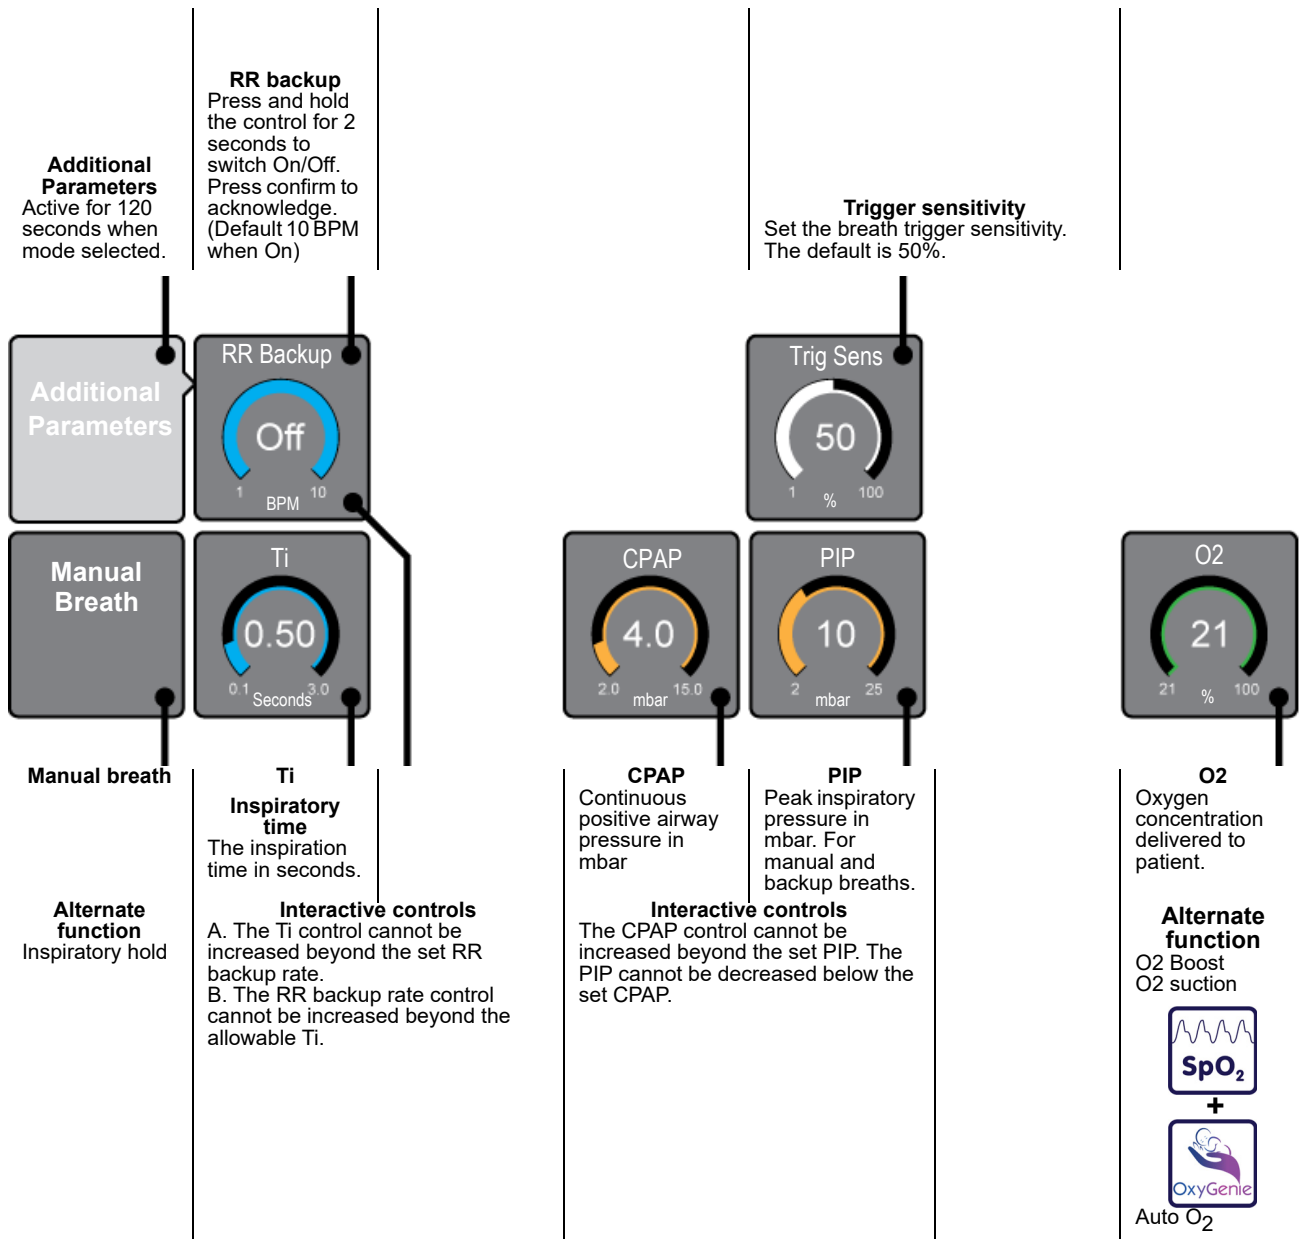 RR backup
Press and hold
the control for 2
seconds to
switch On/Off.
Press confirm to
acknowledge.
(Default 10 BPM
when On)
Additional
Parameters
Active for 120
seconds when
mode selected.
Trigger sensitivity
Set the breath trigger sensitivity.
The default is 50%.
Additional
Parameters
RR Backup
Off
1 10
BPM
Trig Sens
50
1 100
%
Manual
Breath
Ti
0.50
0.1 3.0
Seconds
CPAP
4.0
2.0 15.0
mbar
PIP
10
2 25
mbar
O2
21
21 100
%
Manual breath
Alternate
function
Inspiratory hold
Ti
Inspiratory
time
The inspiration
time in seconds.
Interactive controls
A. The Ti control cannot be
increased beyond the set RR
backup rate.
B. The RR backup rate control
cannot be increased beyond the
allowable Ti.
CPAP
Continuous
positive airway
pressure in
mbar
PIP
Peak inspiratory
pressure in
mbar. For
manual and
backup breaths.
Interactive controls
The CPAP control cannot be
increased beyond the set PIP. The
PIP cannot be decreased below the
set CPAP.
O2
Oxygen
concentration
delivered to
patient.
Alternate
function
O2 Boost
O2 suction
SpO₂
+
OxyGenie
Auto O₂